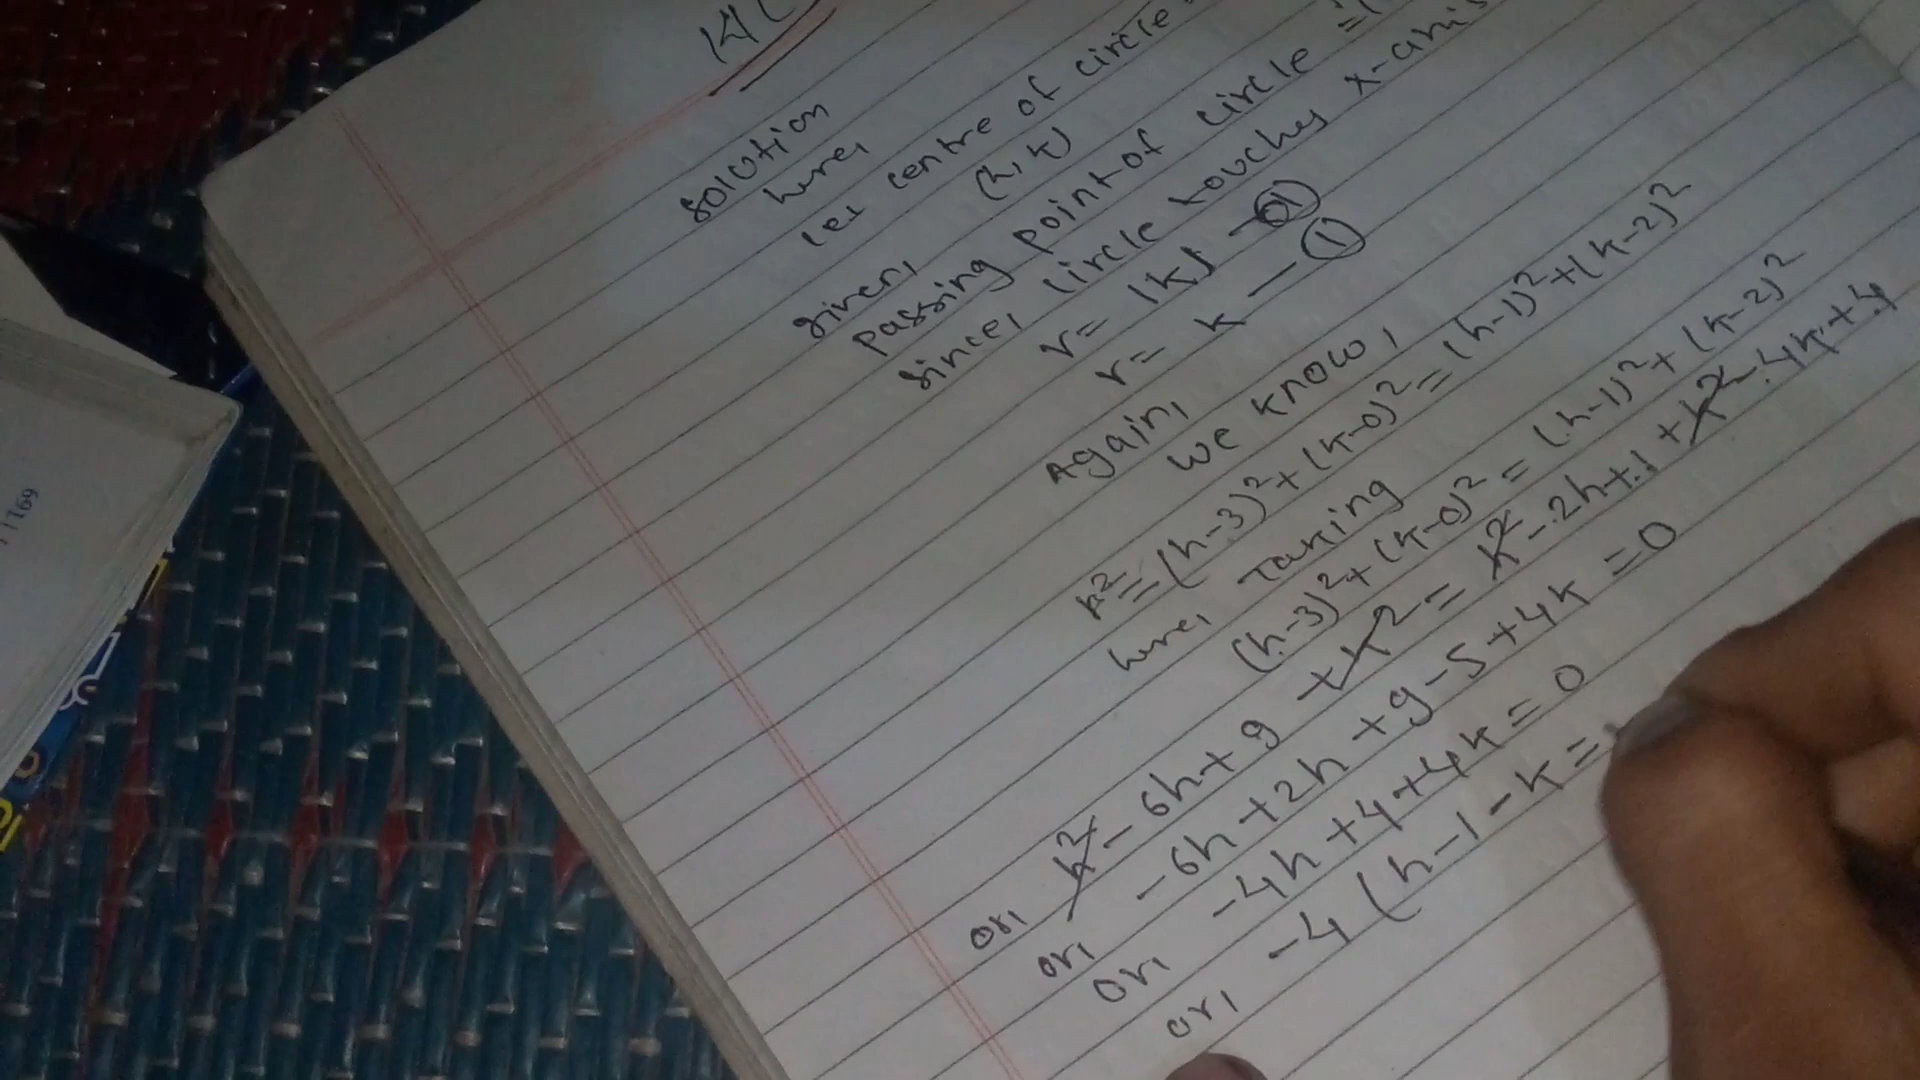 solution
here,
let centre of circle
(h, k)
given,
passing point of circle =(
since, circle touches x-axis
r = |k|
r = k — ①
Again,
we know,
k² = (h-3)² + (k-0)² = (h-1)² + (k-2)²
here, Taking
(h-3)² + (k-0)² = (h-1)² + (k-2)²
or, h² - 6h + 9 + k² = h² - 2h + 1 + k² - 4k + 4
or, -6h + 2h + 9 - 5 + 4k = 0
or, -4h + 4 + 4k = 0
or, -4 (h - 1 - k =
11769